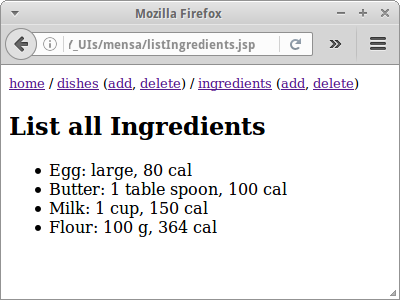 Mozilla Firefox
/_UIs/mensa/listIngredients.jsp
home / dishes (add, delete) / ingredients (add, delete)
List all Ingredients
• Egg: large, 80 cal
• Butter: 1 table spoon, 100 cal
• Milk: 1 cup, 150 cal
• Flour: 100 g, 364 cal